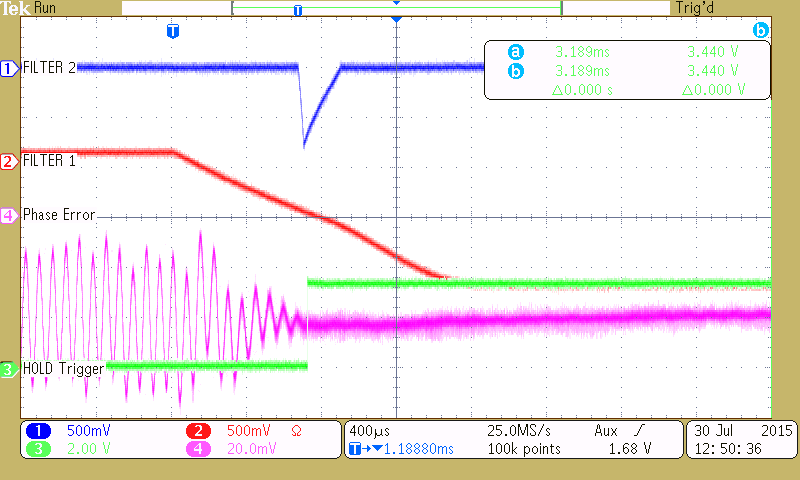 Tek Run Trig'd
T
T
b
a 3.189ms 3.440 V
b 3.189ms 3.440 V
Δ0.000 s Δ0.000 V
1 FILTER 2
2 FILTER 1
4 Phase Error
3 HOLD Trigger
1 500mV 2 500mV Ω 400µs 25.0MS/s Aux 30 Jul 2015
3 2.00 V 4 20.0mV T→▼1.18880ms 100k points 1.68 V 12:50:36